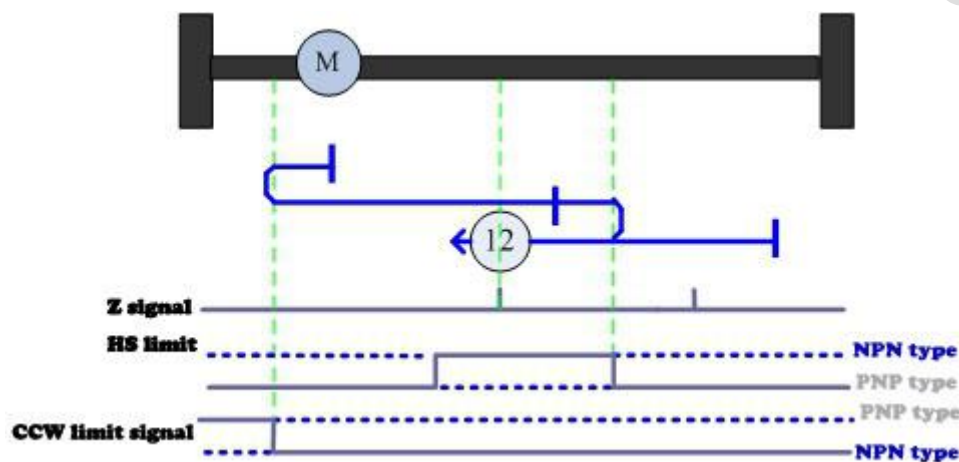 M
12
Z signal
HS limit
NPN type
PNP type
PNP type
CCW limit signal
NPN type